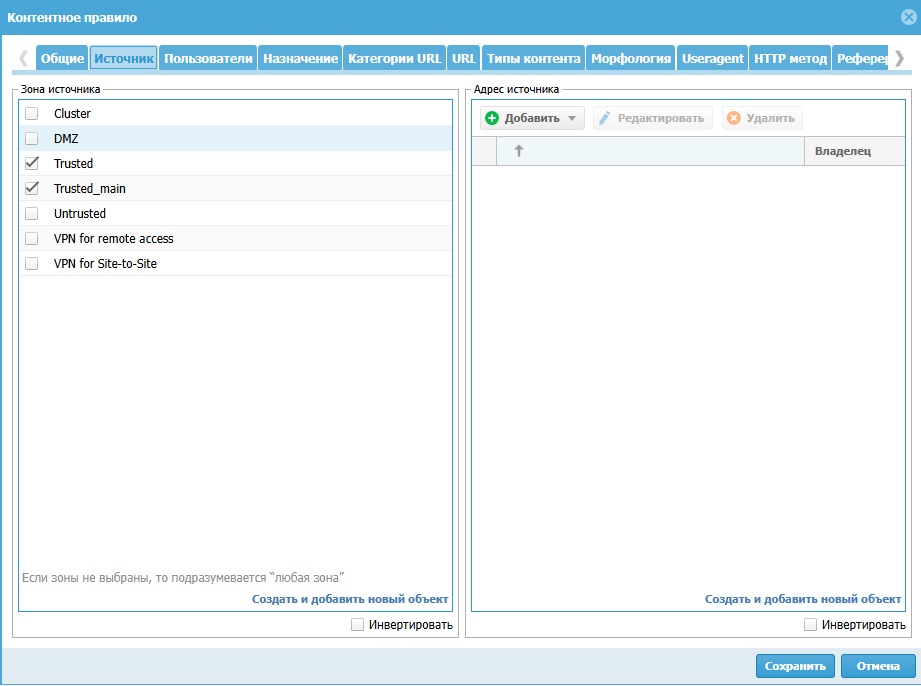 Контентное правило
Общие Источник Пользователи Назначение Категории URL URL Типы контента Морфология Useragent HTTP метод Рефереr
Зона источника
Cluster
DMZ
Trusted
Trusted_main
Untrusted
VPN for remote access
VPN for Site-to-Site
Если зоны не выбраны, то подразумевается “любая зона”
Создать и добавить новый объект
Инвертировать
Адрес источника
Добавить Редактировать Удалить
Владелец
Создать и добавить новый объект
Инвертировать
Сохранить Отмена